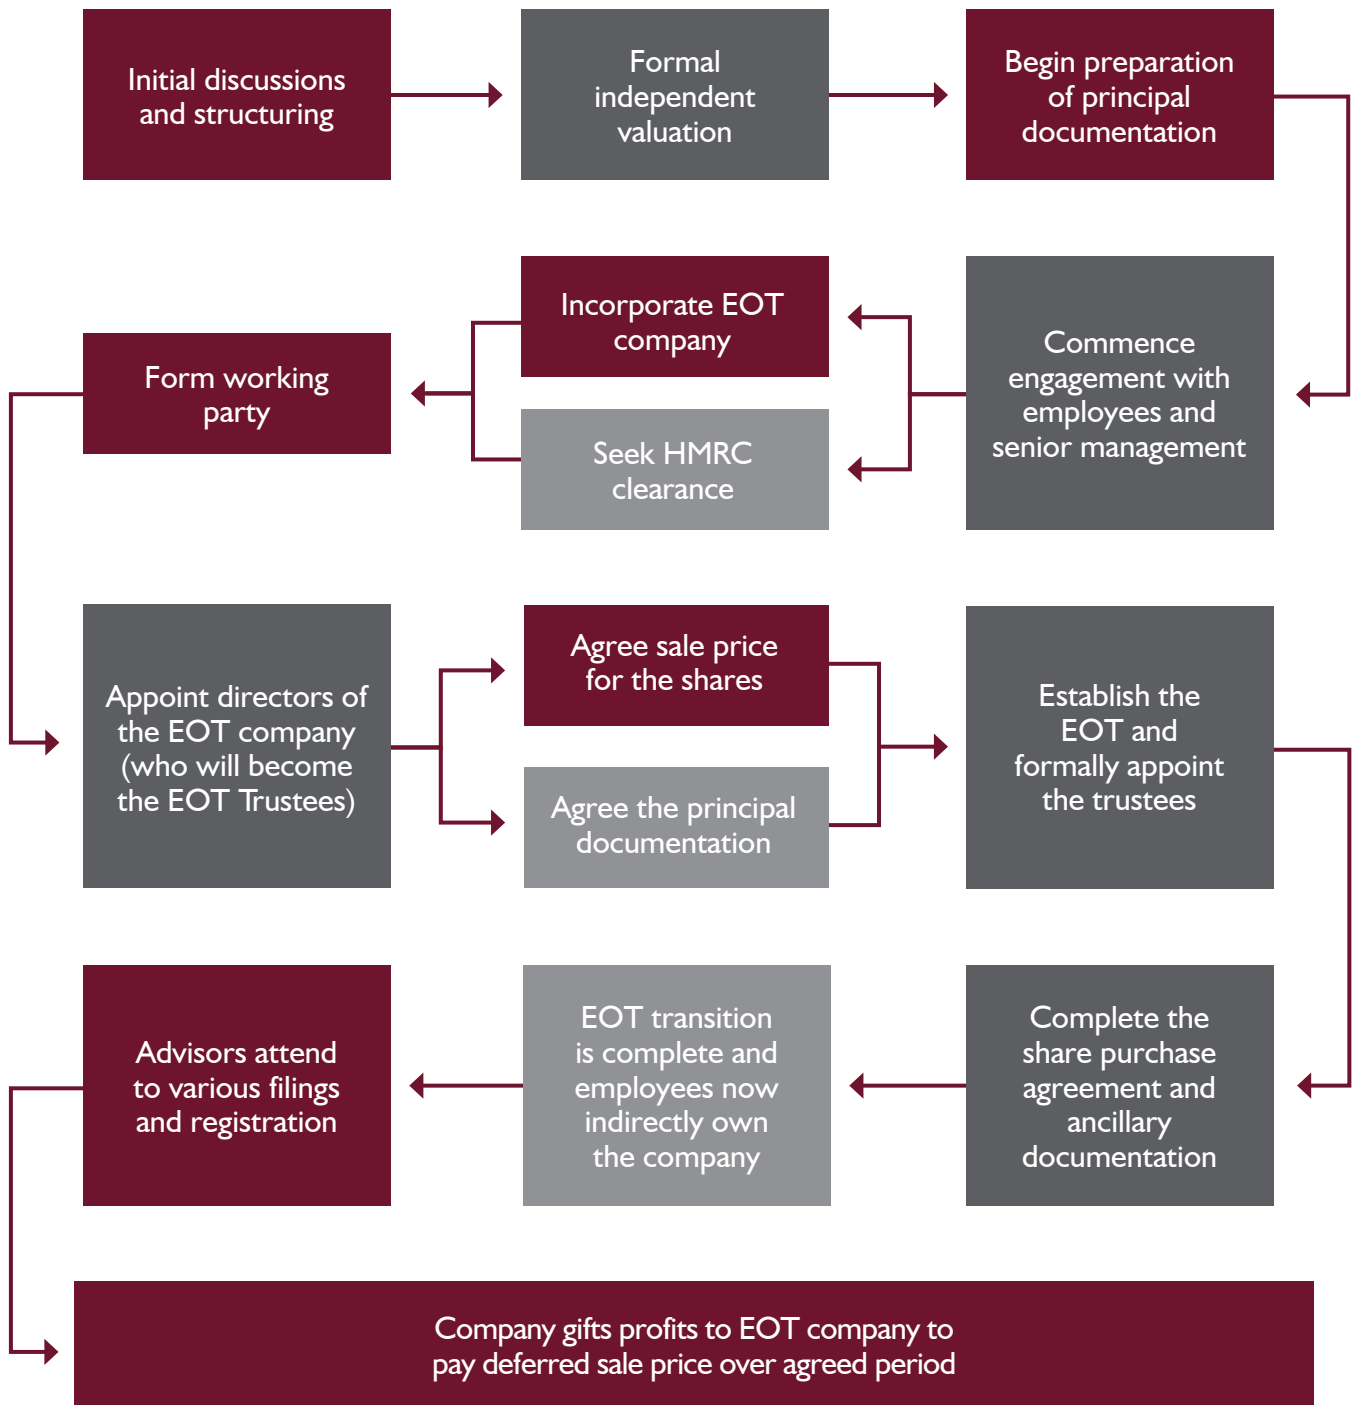 Initial discussions
and structuring
Formal
independent
valuation
Begin preparation
of principal
documentation
Commence
engagement with
employees and
senior management
Incorporate EOT
company
Seek HMRC
clearance
Form working
party
Appoint directors of
the EOT company
(who will become
the EOT Trustees)
Agree sale price
for the shares
Agree the principal
documentation
Establish the
EOT and
formally appoint
the trustees
Complete the
share purchase
agreement and
ancillary
documentation
EOT transition
is complete and
employees now
indirectly own
the company
Advisors attend
to various filings
and registration
Company gifts profits to EOT company to
pay deferred sale price over agreed period